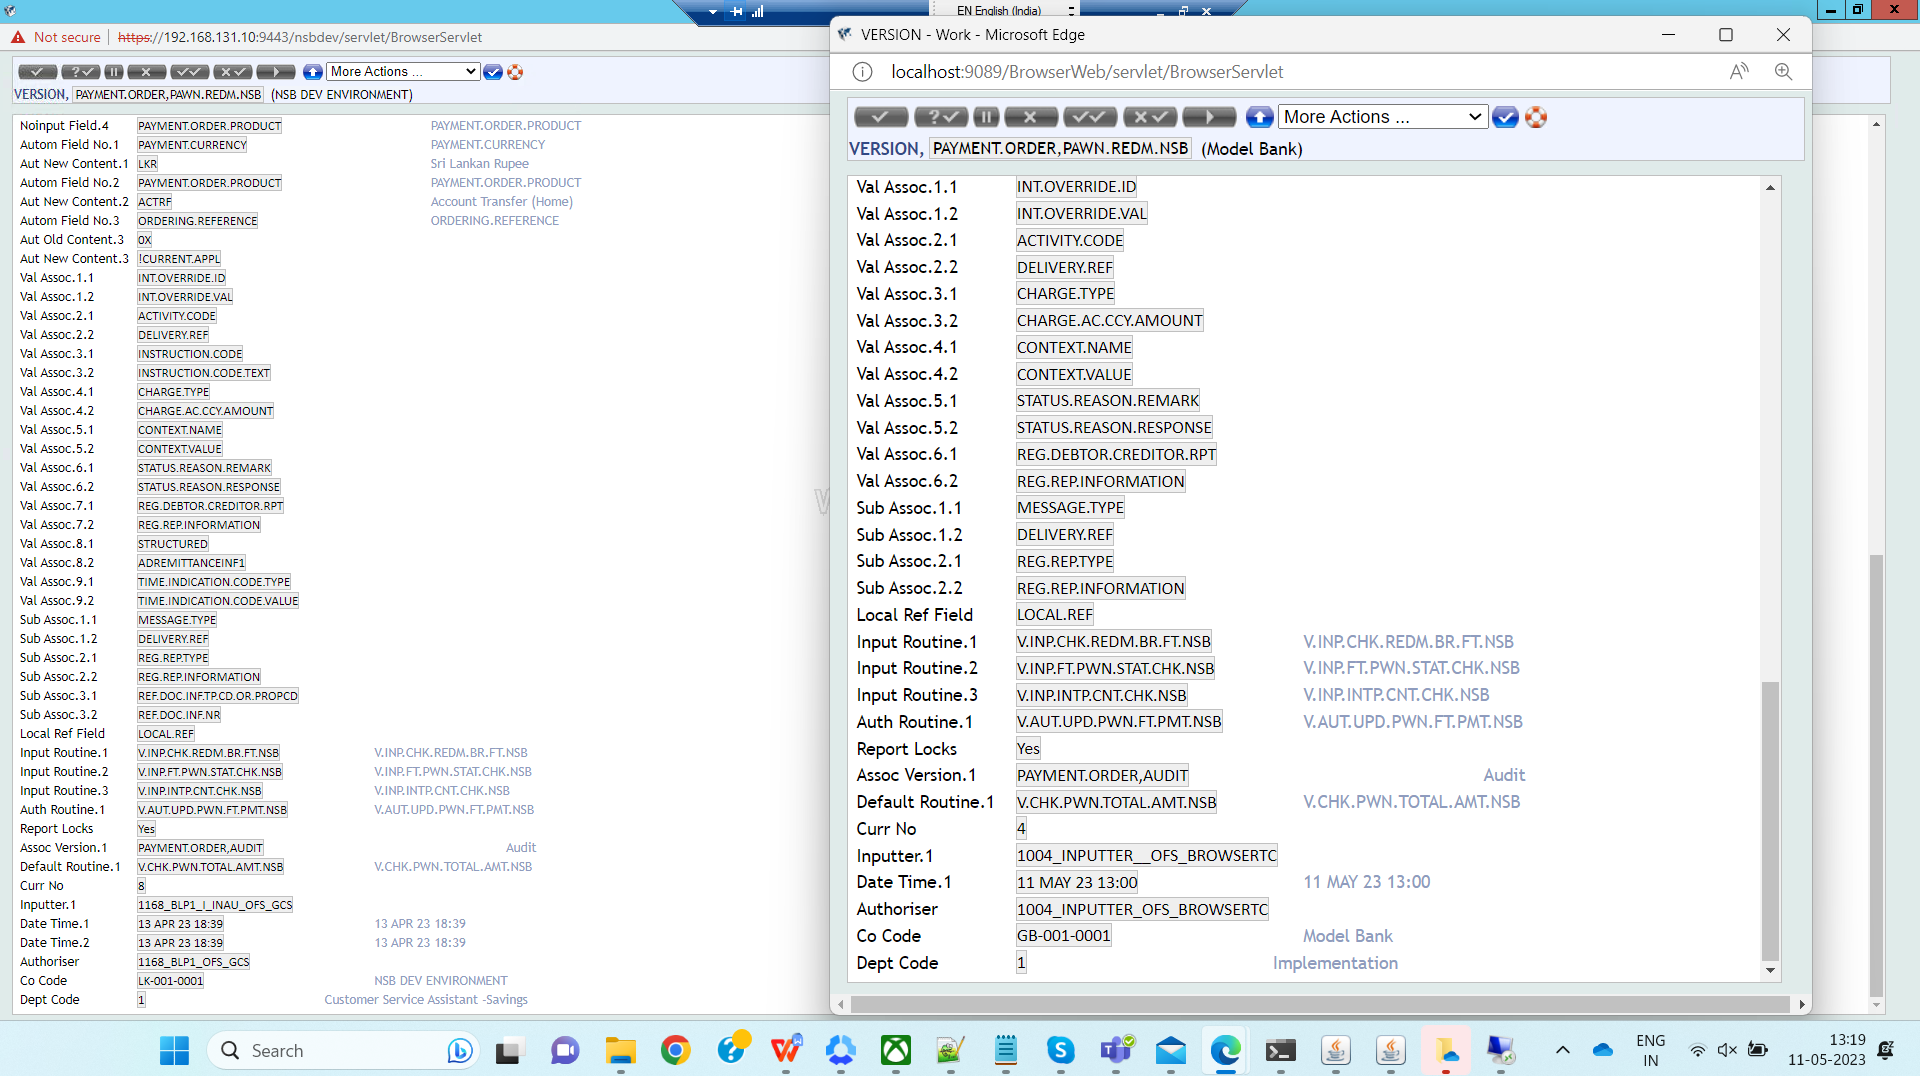 EN English (India)
Not secure https://192.168.131.10:9443/nsbdev/servlet/BrowserServlet
More Actions ...
VERSION, PAYMENT.ORDER,PAWN.REDM.NSB (NSB DEV ENVIRONMENT)
Noinput Field.4 PAYMENT.ORDER.PRODUCT PAYMENT.ORDER.PRODUCT
Autom Field No.1 PAYMENT.CURRENCY PAYMENT.CURRENCY
Aut New Content.1 LKR Sri Lankan Rupee
Autom Field No.2 PAYMENT.ORDER.PRODUCT PAYMENT.ORDER.PRODUCT
Aut New Content.2 ACTRF Account Transfer (Home)
Autom Field No.3 ORDERING.REFERENCE ORDERING.REFERENCE
Aut Old Content.3 0X
Aut New Content.3 !CURRENT.APPL
Val Assoc.1.1 INT.OVERRIDE.ID
Val Assoc.1.2 INT.OVERRIDE.VAL
Val Assoc.2.1 ACTIVITY.CODE
Val Assoc.2.2 DELIVERY.REF
Val Assoc.3.1 INSTRUCTION.CODE
Val Assoc.3.2 INSTRUCTION.CODE.TEXT
Val Assoc.4.1 CHARGE.TYPE
Val Assoc.4.2 CHARGE.AC.CCY.AMOUNT
Val Assoc.5.1 CONTEXT.NAME
Val Assoc.5.2 CONTEXT.VALUE
Val Assoc.6.1 STATUS.REASON.REMARK
Val Assoc.6.2 STATUS.REASON.RESPONSE
Val Assoc.7.1 REG.DEBTOR.CREDITOR.RPT
Val Assoc.7.2 REG.REP.INFORMATION
Val Assoc.8.1 STRUCTURED
Val Assoc.8.2 ADREMITTANCEINF1
Val Assoc.9.1 TIME.INDICATION.CODE.TYPE
Val Assoc.9.2 TIME.INDICATION.CODE.VALUE
Sub Assoc.1.1 MESSAGE.TYPE
Sub Assoc.1.2 DELIVERY.REF
Sub Assoc.2.1 REG.REP.TYPE
Sub Assoc.2.2 REG.REP.INFORMATION
Sub Assoc.3.1 REF.DOC.INF.TP.CD.OR.PROPCD
Sub Assoc.3.2 REF.DOC.INF.NR
Local Ref Field LOCAL.REF
Input Routine.1 V.INP.CHK.REDM.BR.FT.NSB V.INP.CHK.REDM.BR.FT.NSB
Input Routine.2 V.INP.FT.PWN.STAT.CHK.NSB V.INP.FT.PWN.STAT.CHK.NSB
Input Routine.3 V.INP.INTP.CNT.CHK.NSB V.INP.INTP.CNT.CHK.NSB
Auth Routine.1 V.AUT.UPD.PWN.FT.PMT.NSB V.AUT.UPD.PWN.FT.PMT.NSB
Report Locks Yes
Assoc Version.1 PAYMENT.ORDER,AUDIT Audit
Default Routine.1 V.CHK.PWN.TOTAL.AMT.NSB V.CHK.PWN.TOTAL.AMT.NSB
Curr No 8
Inputter.1 1168_BLP1_I_INAU_OFS_GCS
Date Time.1 13 APR 23 18:39 13 APR 23 18:39
Date Time.2 13 APR 23 18:39 13 APR 23 18:39
Authoriser 1168_BLP1_OFS_GCS
Co Code LK-001-0001 NSB DEV ENVIRONMENT
Dept Code 1 Customer Service Assistant -Savings
VERSION - Work - Microsoft Edge
localhost:9089/BrowserWeb/servlet/BrowserServlet
More Actions ...
VERSION, PAYMENT.ORDER,PAWN.REDM.NSB (Model Bank)
Val Assoc.1.1 INT.OVERRIDE.ID
Val Assoc.1.2 INT.OVERRIDE.VAL
Val Assoc.2.1 ACTIVITY.CODE
Val Assoc.2.2 DELIVERY.REF
Val Assoc.3.1 CHARGE.TYPE
Val Assoc.3.2 CHARGE.AC.CCY.AMOUNT
Val Assoc.4.1 CONTEXT.NAME
Val Assoc.4.2 CONTEXT.VALUE
Val Assoc.5.1 STATUS.REASON.REMARK
Val Assoc.5.2 STATUS.REASON.RESPONSE
Val Assoc.6.1 REG.DEBTOR.CREDITOR.RPT
Val Assoc.6.2 REG.REP.INFORMATION
Sub Assoc.1.1 MESSAGE.TYPE
Sub Assoc.1.2 DELIVERY.REF
Sub Assoc.2.1 REG.REP.TYPE
Sub Assoc.2.2 REG.REP.INFORMATION
Local Ref Field LOCAL.REF
Input Routine.1 V.INP.CHK.REDM.BR.FT.NSB V.INP.CHK.REDM.BR.FT.NSB
Input Routine.2 V.INP.FT.PWN.STAT.CHK.NSB V.INP.FT.PWN.STAT.CHK.NSB
Input Routine.3 V.INP.INTP.CNT.CHK.NSB V.INP.INTP.CNT.CHK.NSB
Auth Routine.1 V.AUT.UPD.PWN.FT.PMT.NSB V.AUT.UPD.PWN.FT.PMT.NSB
Report Locks Yes
Assoc Version.1 PAYMENT.ORDER,AUDIT Audit
Default Routine.1 V.CHK.PWN.TOTAL.AMT.NSB V.CHK.PWN.TOTAL.AMT.NSB
Curr No 4
Inputter.1 1004_INPUTTER__OFS_BROWSERTC
Date Time.1 11 MAY 23 13:00 11 MAY 23 13:00
Authoriser 1004_INPUTTER_OFS_BROWSERTC
Co Code GB-001-0001 Model Bank
Dept Code 1 Implementation
Search
ENG
IN
13:19
11-05-2023